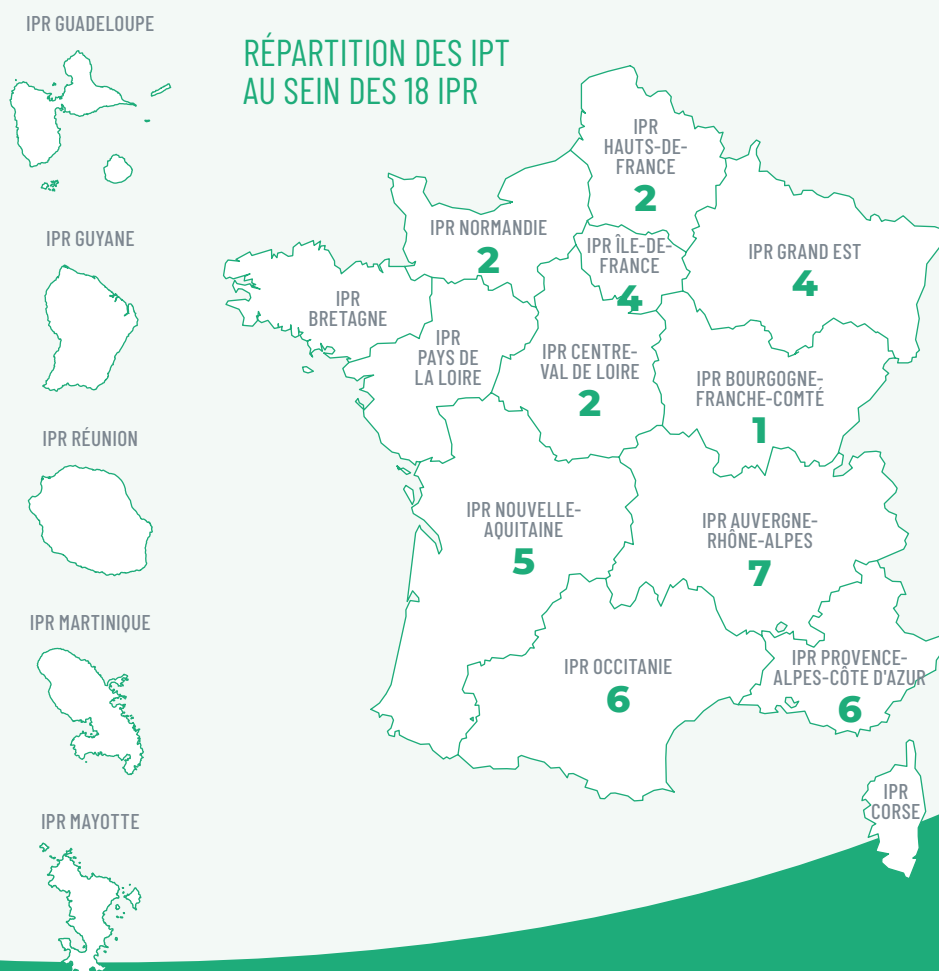 IPR GUADELOUPE
RÉPARTITION DES IPT
AU SEIN DES 18 IPR
IPR
HAUTS-DE-
FRANCE
2
IPR NORMANDIE
2
IPR ÎLE-DE-
FRANCE
4
IPR GRAND EST
4
IPR GUYANE
IPR
BRETAGNE
IPR
PAYS DE
LA LOIRE
IPR CENTRE-
VAL DE LOIRE
2
IPR BOURGOGNE-
FRANCHE-COMTÉ
1
IPR RÉUNION
IPR NOUVELLE-
AQUITAINE
5
IPR AUVERGNE-
RHÔNE-ALPES
7
IPR MARTINIQUE
IPR OCCITANIE
6
IPR PROVENCE-
ALPES-CÔTE D'AZUR
6
IPR
CORSE
IPR MAYOTTE